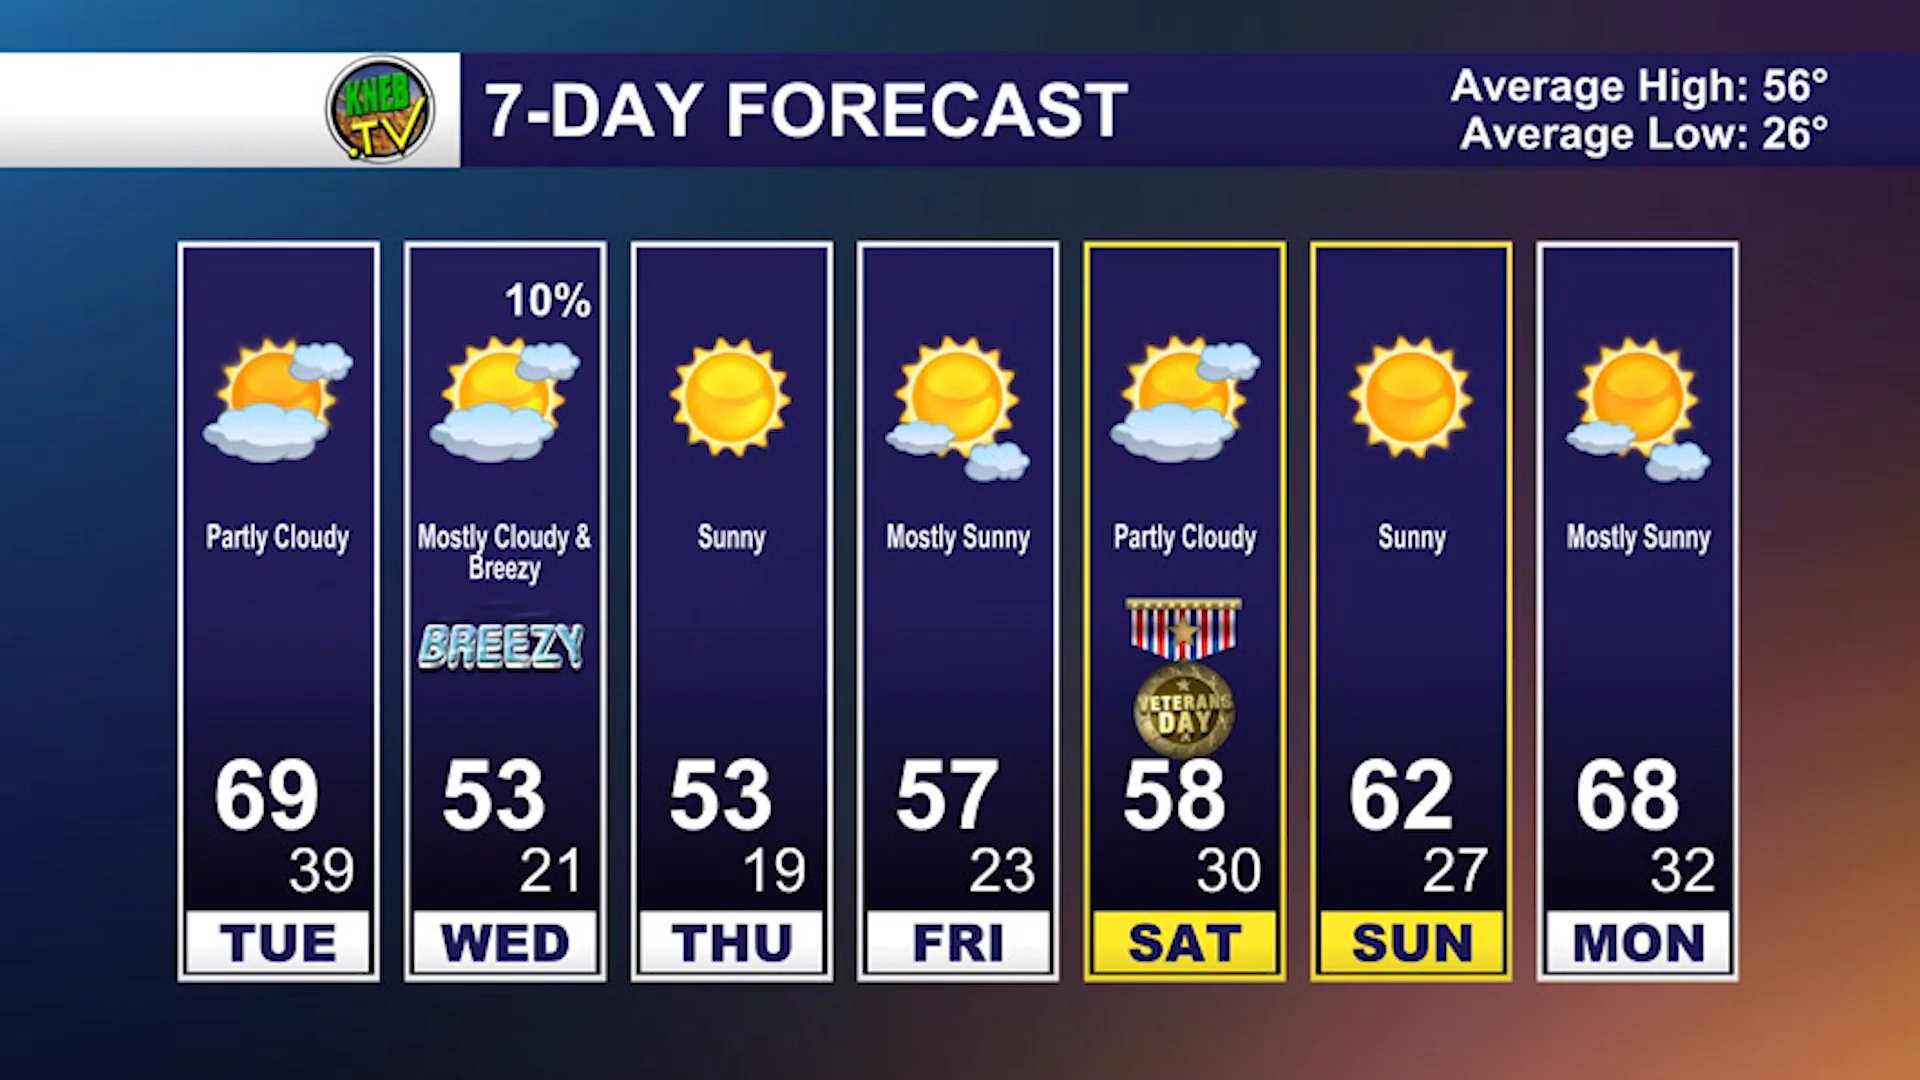 KNEB
.TV
7-DAY FORECAST
Average High: 56°
Average Low: 26°
Partly Cloudy
69
39
TUE
10%
Mostly Cloudy &
Breezy
BREEZY
53
21
WED
Sunny
53
19
THU
Mostly Sunny
57
23
FRI
Partly Cloudy
VETERANS
DAY
58
30
SAT
Sunny
62
27
SUN
Mostly Sunny
68
32
MON